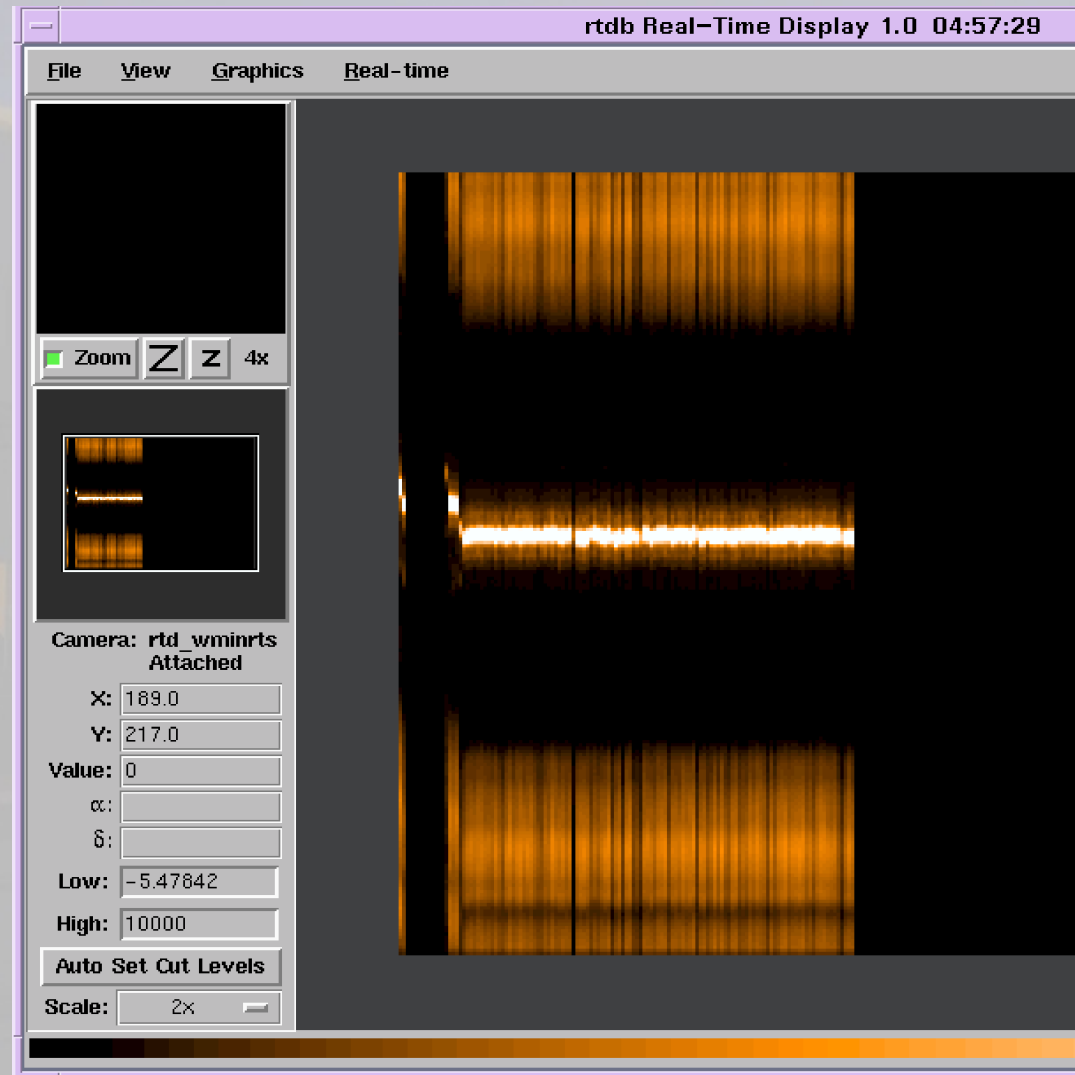 rtdb Real-Time Display 1.0 04:57:29
File View Graphics Real-time
Zoom Z z 4x
Camera: rtd_wminrts
Attached
X: 189.0
Y: 217.0
Value: 0
α:
δ:
Low: -5.47842
High: 10000
Auto Set Cut Levels
Scale: 2x